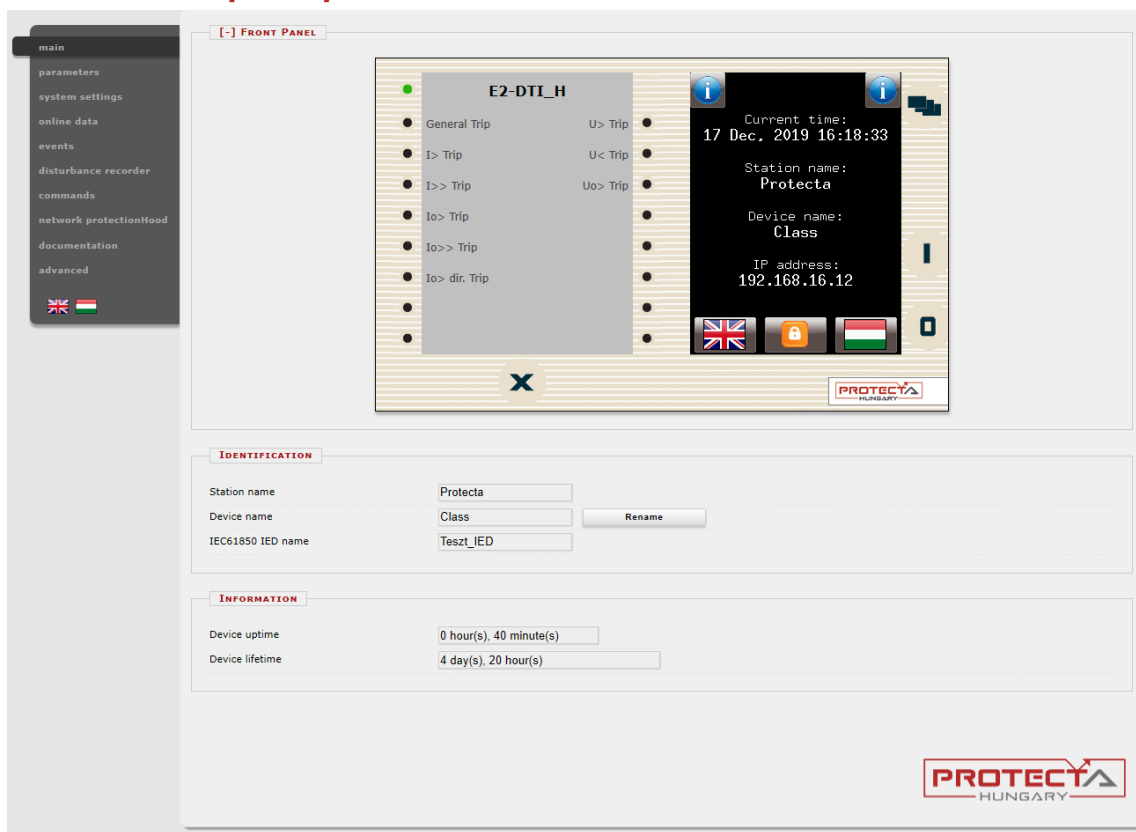 [-] Front Panel
main
parameters
system settings
online data
events
disturbance recorder
commands
network protectionHood
documentation
advanced
E2-DTI_H
General Trip
I> Trip
I>> Trip
Io> Trip
Io>> Trip
Io> dir. Trip
U> Trip
U< Trip
Uo> Trip
Current time:
17 Dec, 2019 16:18:33
Station name:
Protecta
Device name:
Class
IP address:
192.168.16.12
I
O
X
PROTECTA
HUNGARY
Identification
Station name Protecta
Device name Class Rename
IEC61850 IED name Teszt_IED
Information
Device uptime 0 hour(s), 40 minute(s)
Device lifetime 4 day(s), 20 hour(s)
PROTECTA
HUNGARY